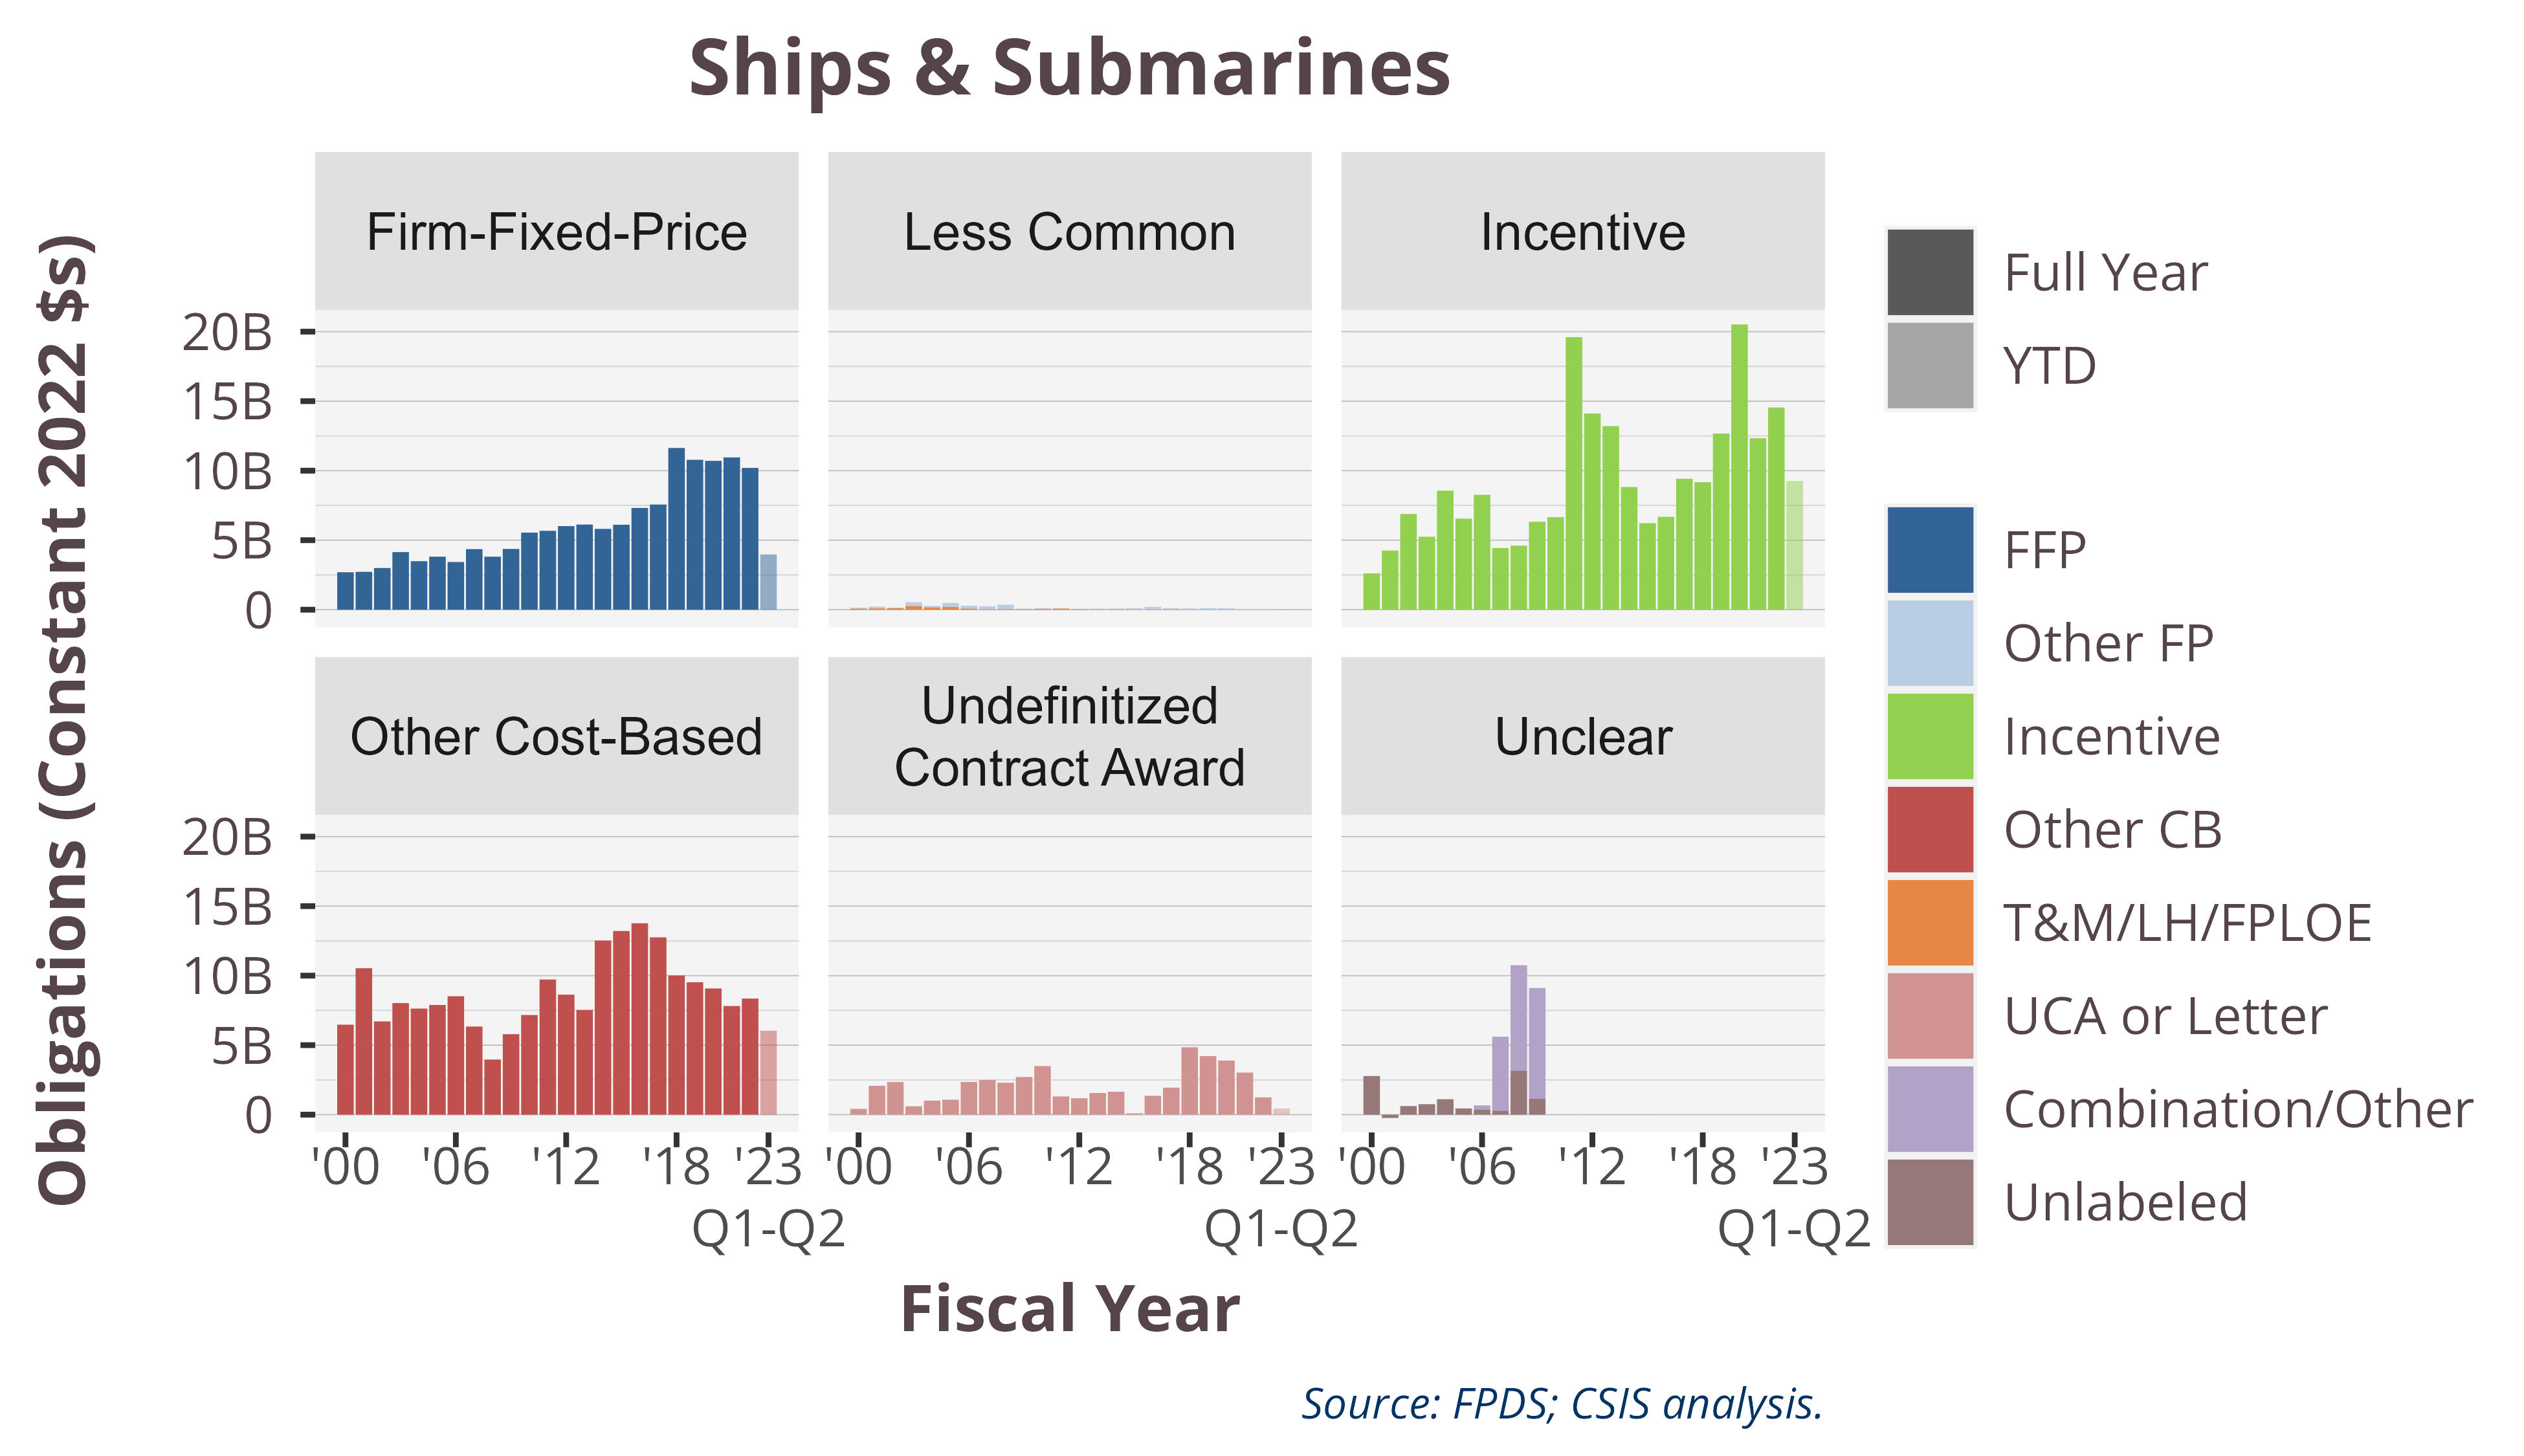 Ships & Submarines
Obligations (Constant 2022 $s)
Firm-Fixed-Price
Less Common
Incentive
20B
15B
10B
5B
0
Other Cost-Based
Undefinitized
Contract Award
Unclear
20B
15B
10B
5B
0
'00 '06 '12 '18 '23
Q1-Q2
'00 '06 '12 '18 '23
Q1-Q2
'00 '06 '12 '18 '23
Q1-Q2
Fiscal Year
Full Year
YTD
FFP
Other FP
Incentive
Other CB
T&M/LH/FPLOE
UCA or Letter
Combination/Other
Unlabeled
Source: FPDS; CSIS analysis.